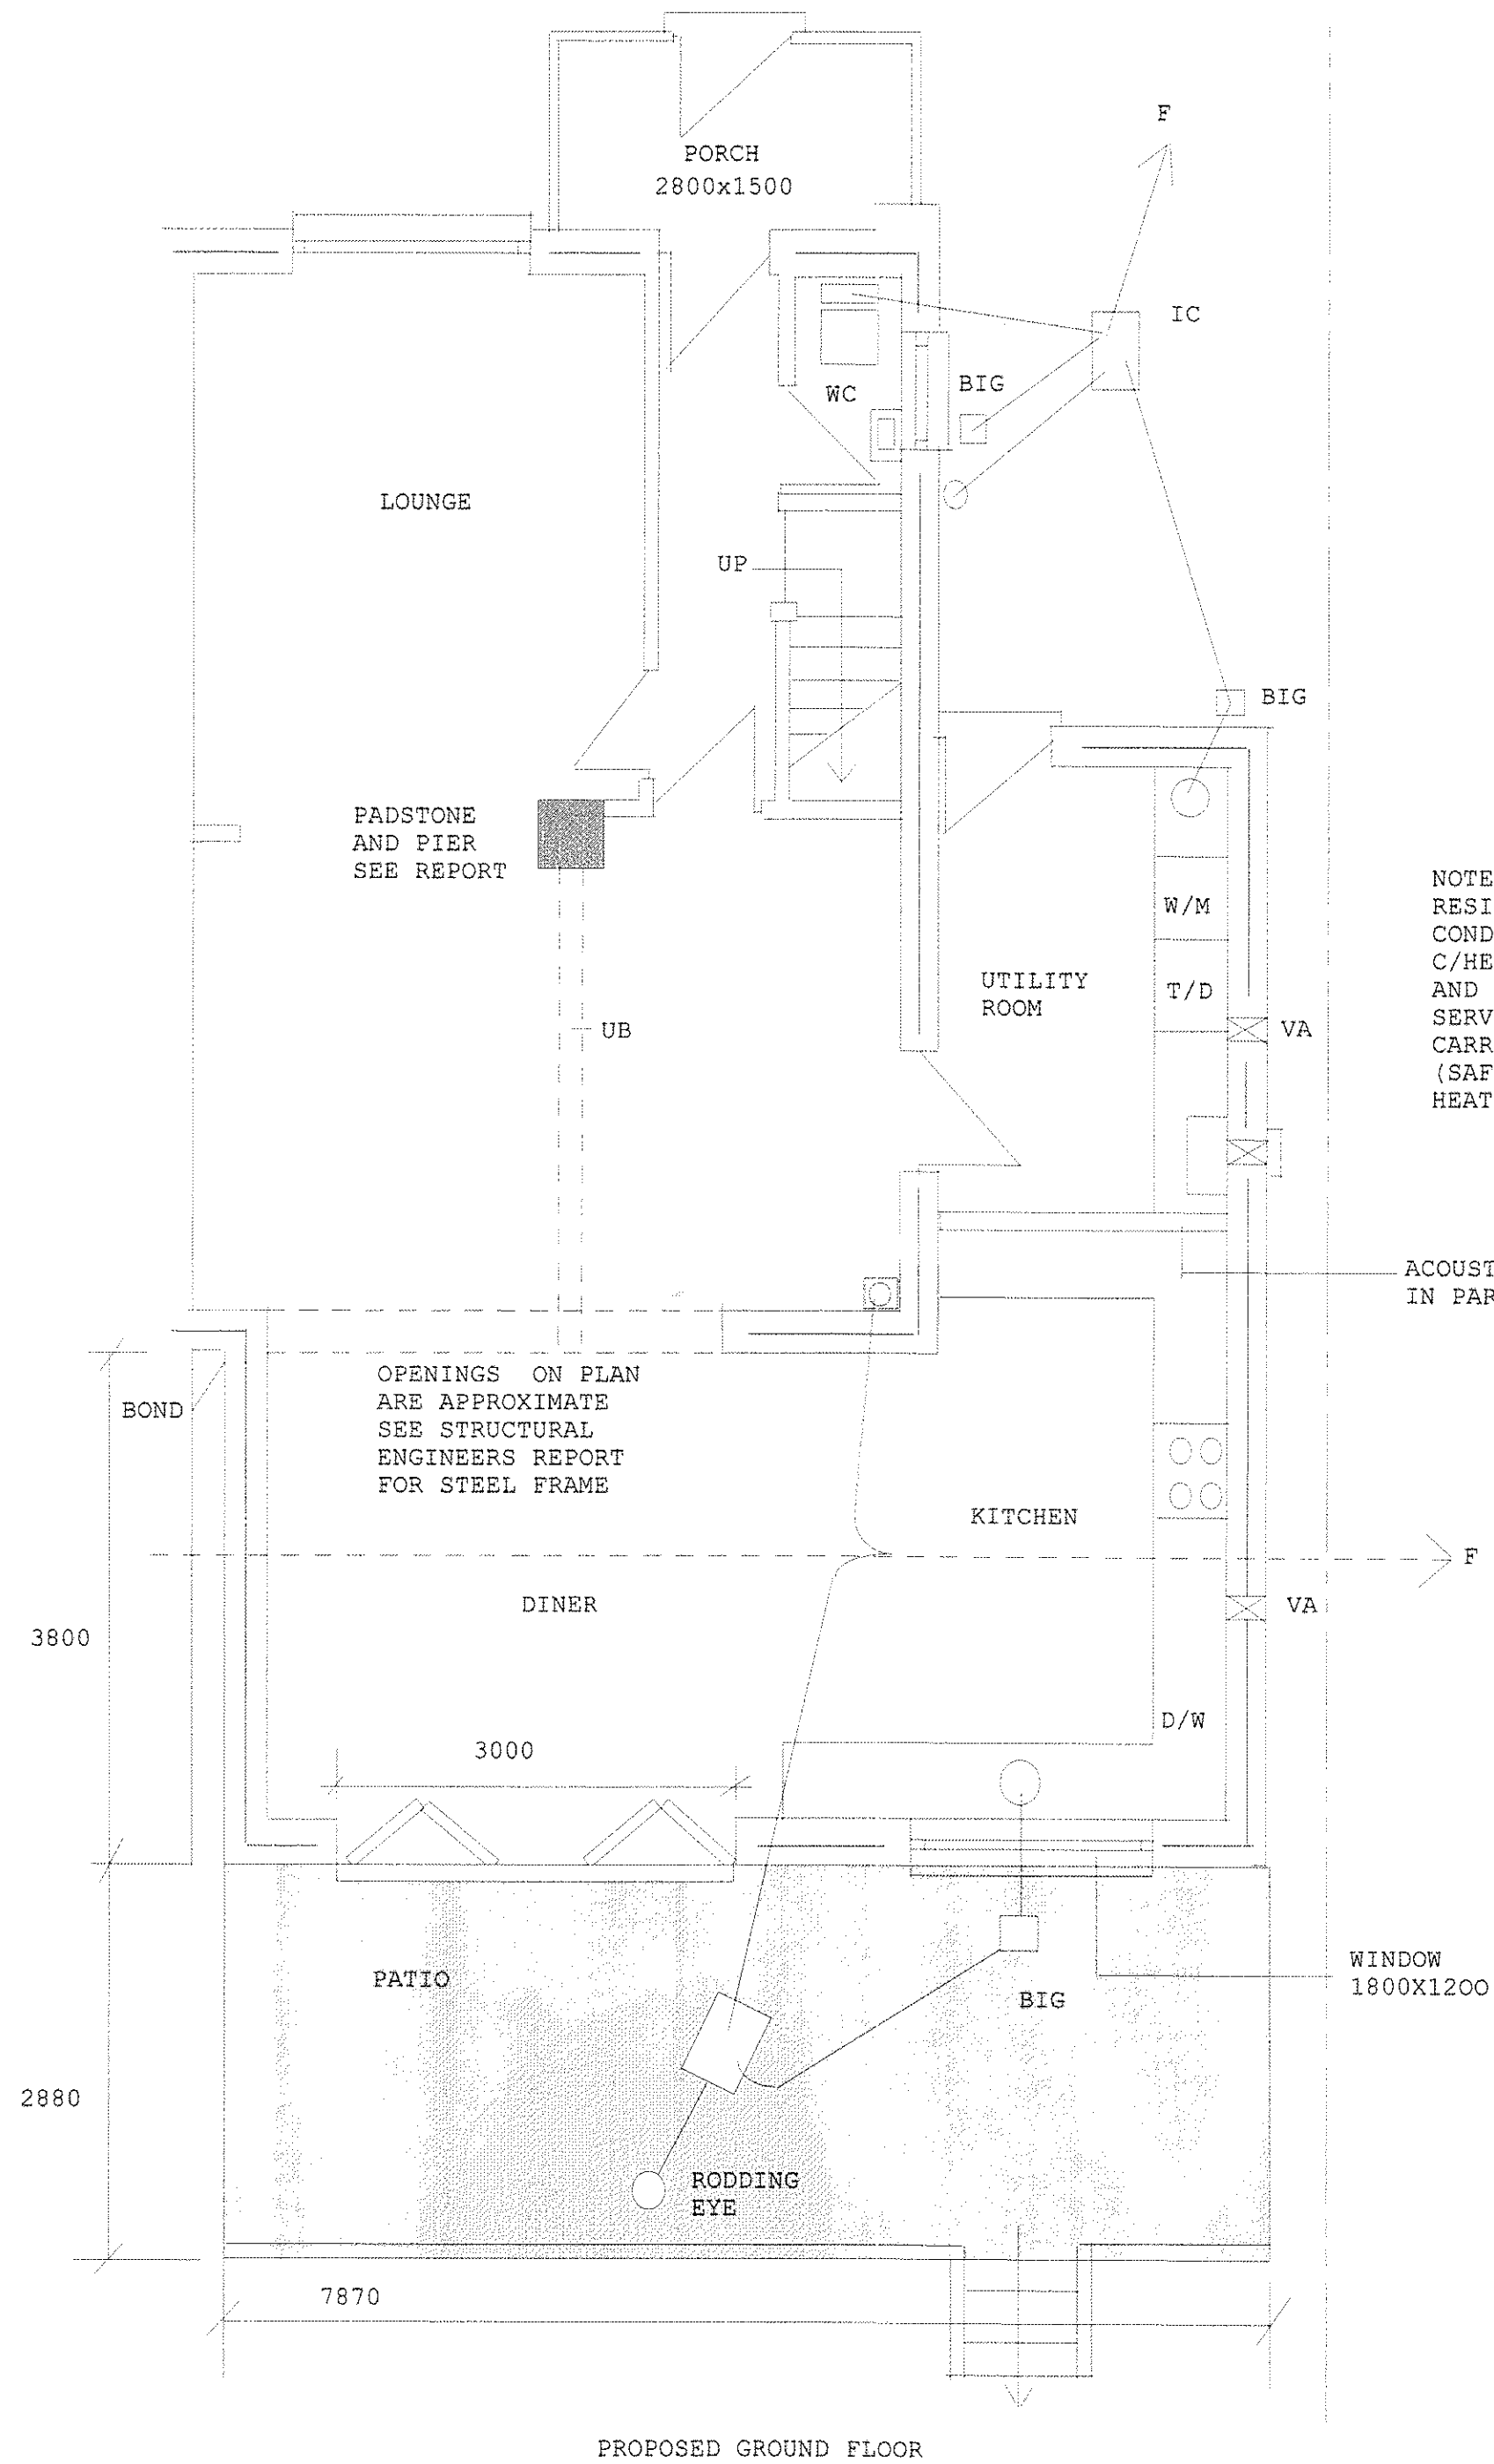 F
PORCH
2800x1500
IC
BIG
WC
LOUNGE
UP
BIG
PADSTONE
AND PIER
SEE REPORT
W/M
UTILITY
ROOM
T/D
UB
VA
NOTE
RESI
COND
C/HE
AND
SERV
CARR
(SAF
HEAT
ACOUST
IN PAR
OPENINGS ON PLAN
ARE APPROXIMATE
SEE STRUCTURAL
ENGINEERS REPORT
FOR STEEL FRAME
BOND
KITCHEN
F
DINER
VA
3800
D/W
3000
WINDOW
1800X12OO
PATIO
BIG
2880
RODDING
EYE
7870
PROPOSED GROUND FLOOR